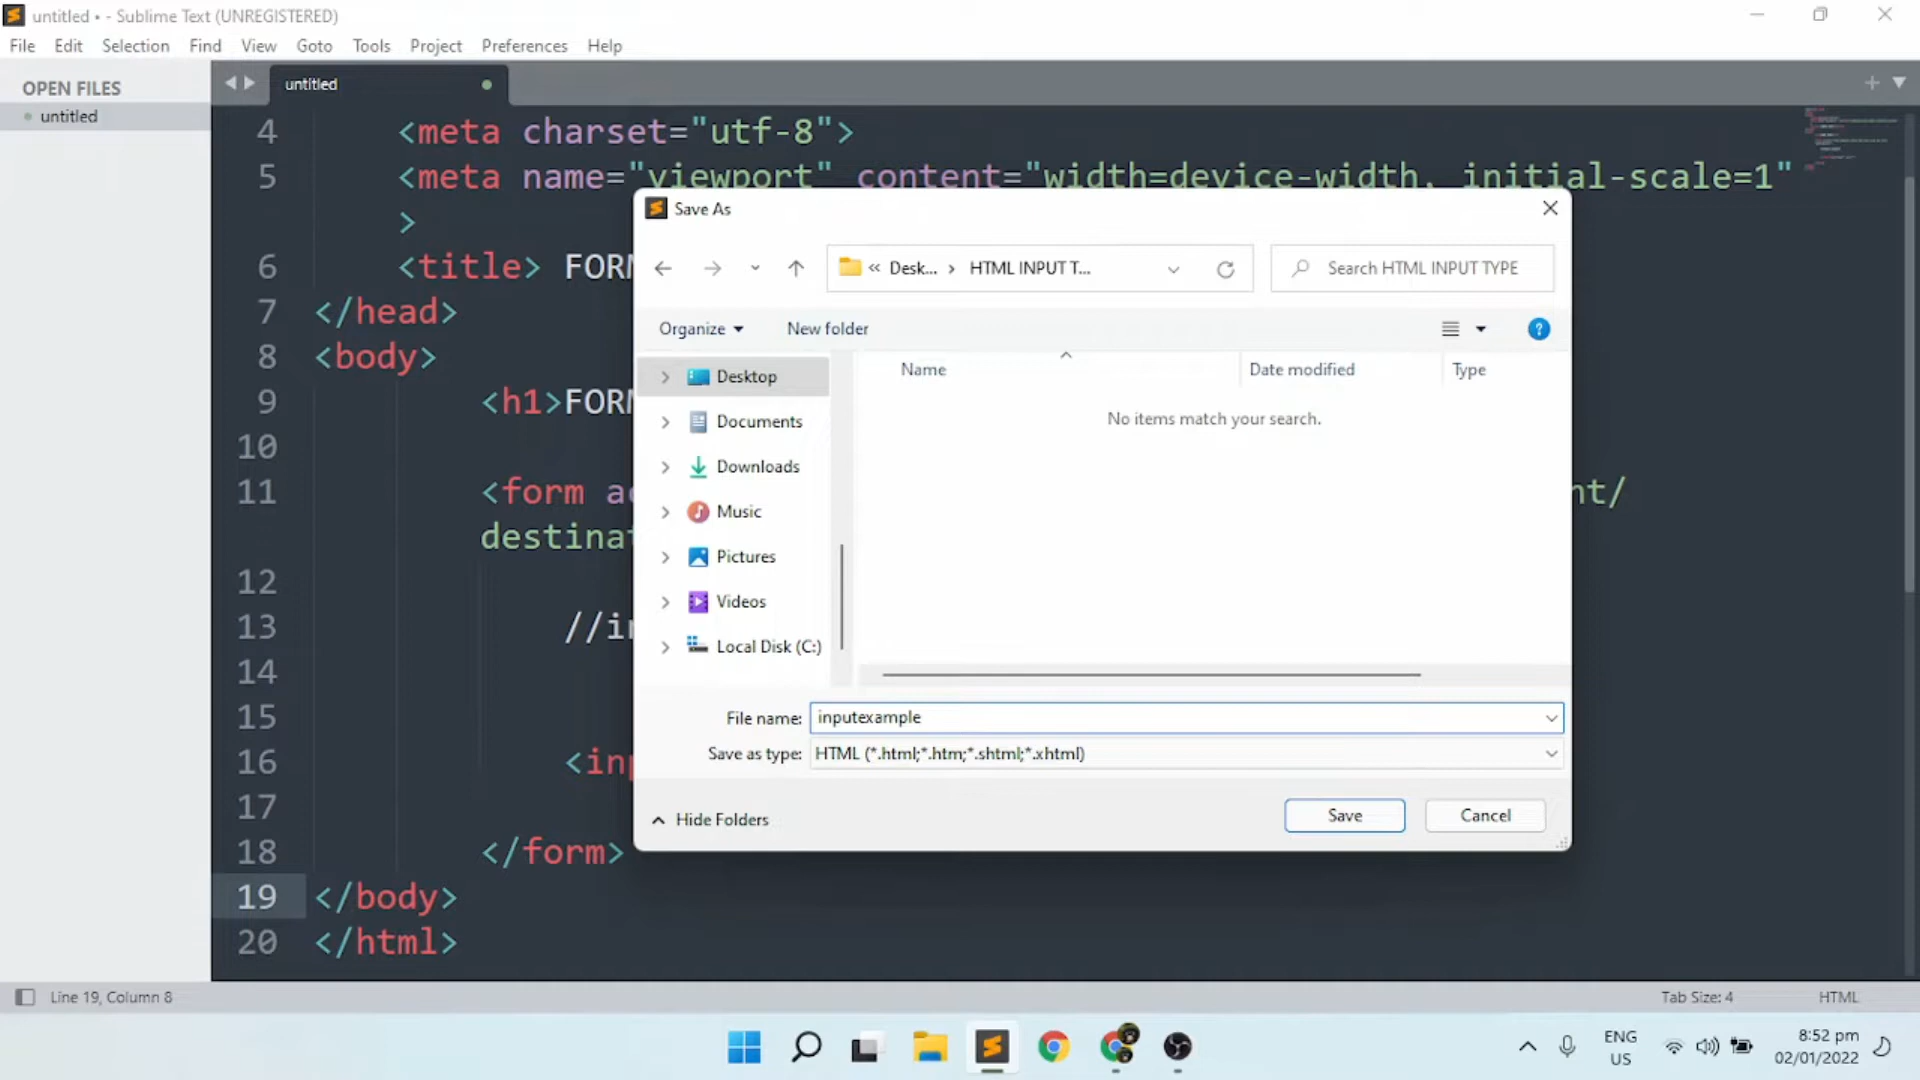 untitled • - Sublime Text (UNREGISTERED)
File Edit Selection Find View Goto Tools Project Preferences Help
OPEN FILES
untitled
untitled
4 <meta charset="utf-8">
5 <meta name="viewport" content="width=device-width, initial-scale=1"
>
6 <title> FORM
7 </head>
8 <body>
9 <h1>FORM
10
11 <form
nt/
12
13 //in
14
15
16 <inp
17
18 </form>
19 </body>
20 </html>
Save As
« Desk... › HTML INPUT T...
Search HTML INPUT TYPE
Organize New folder
?
Name Date modified Type
No items match your search.
Desktop
Documents
Downloads
Music
Pictures
Videos
Local Disk (C:)
File name: inputexample
Save as type: HTML (*.html;*.htm;*.shtml;*.xhtml)
Hide Folders
Save Cancel
Line 19, Column 8
Tab Size: 4 HTML
ENG
US
8:52 pm
02/01/2022